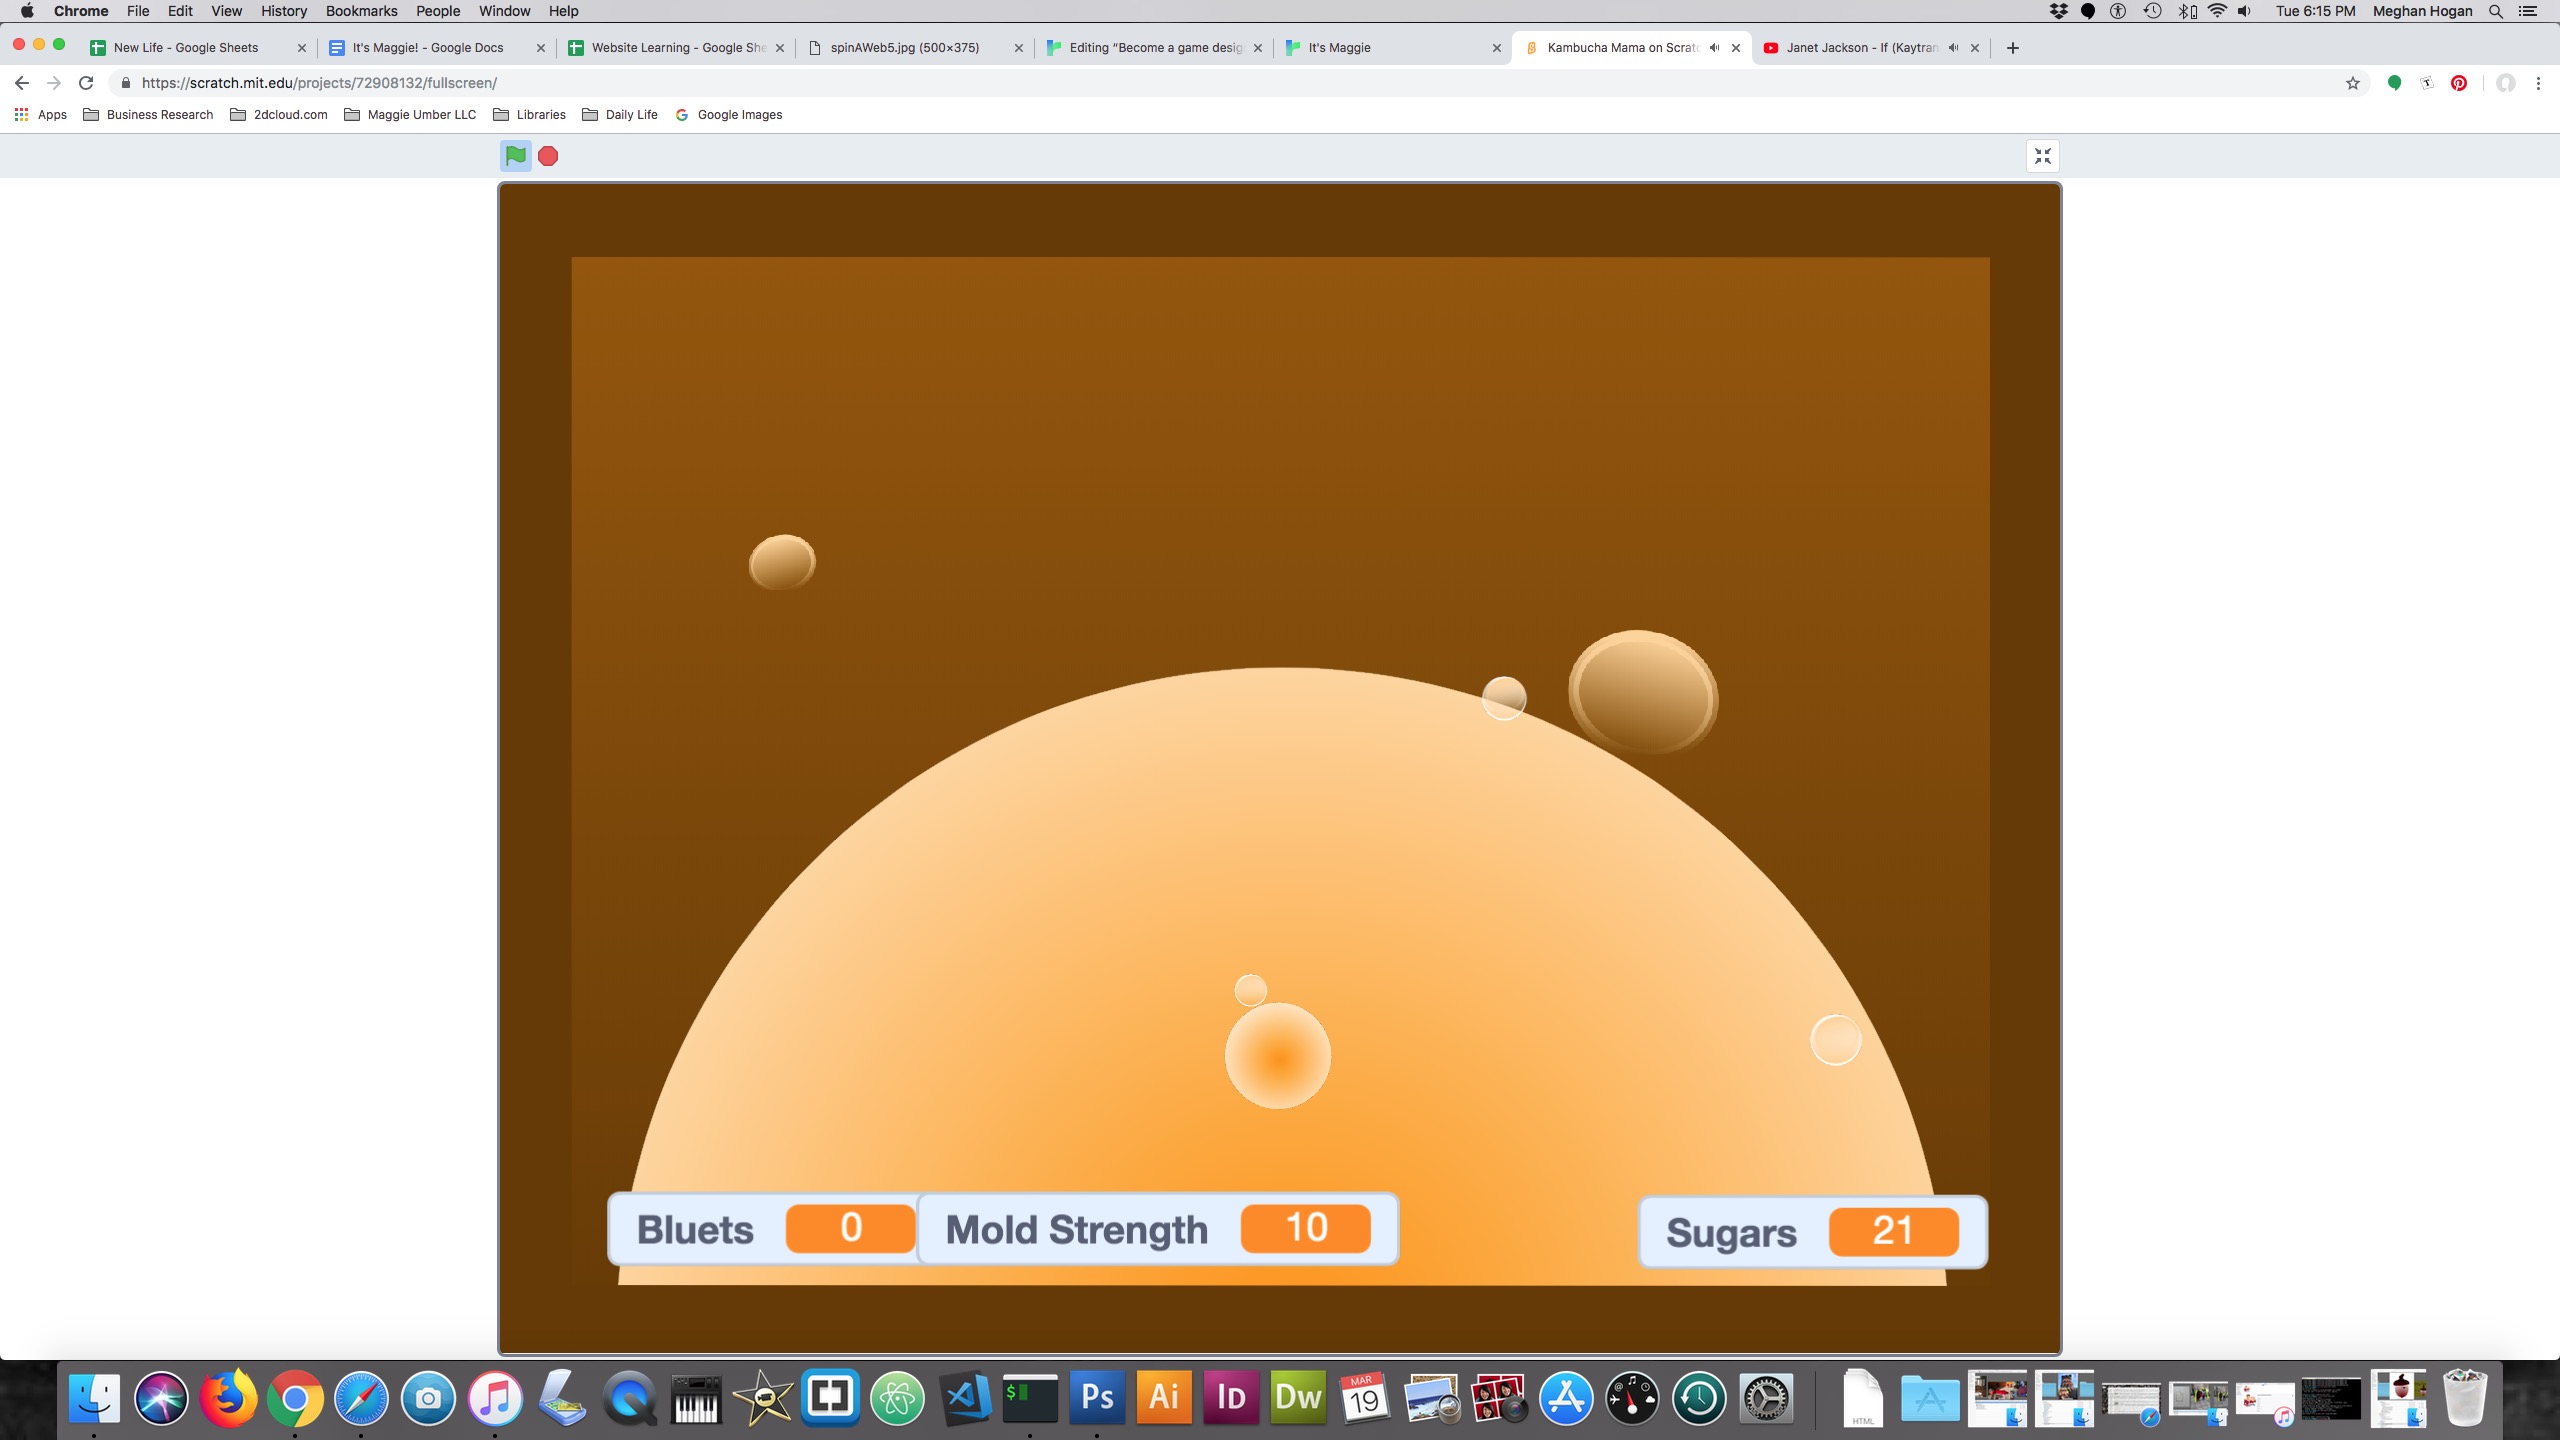 Chrome File Edit View History Bookmarks People Window Help Tue 6:15 PM Meghan Hogan
New Life - Google Sheets It's Maggie! - Google Docs Website Learning - Google She spinAWeb5.jpg (500×375) Editing “Become a game desig It's Maggie Kambucha Mama on Scratc Janet Jackson - If (Kaytran
https://scratch.mit.edu/projects/72908132/fullscreen/
Apps Business Research 2dcloud.com Maggie Umber LLC Libraries Daily Life Google Images
Bluets 0 Mold Strength 10 Sugars 21
$ Ps Ai Id Dw MAR 19 HTML